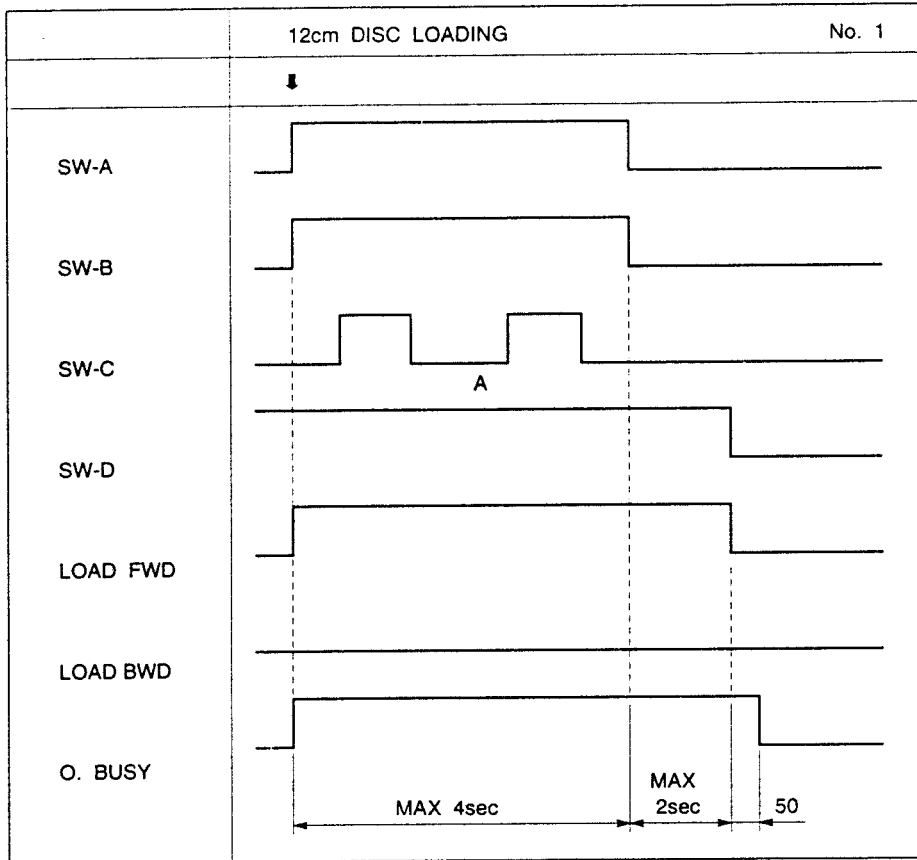 12cm DISC LOADING No. 1
SW-A
SW-B
SW-C
A
SW-D
LOAD FWD
LOAD BWD
O. BUSY
MAX 4sec
MAX
2sec
50